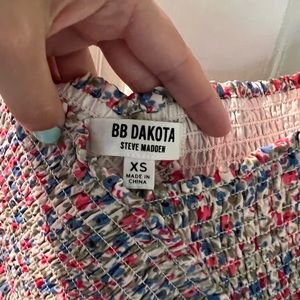 BB DAKOTA
STEVE MADDEN
XS
MADE IN
CHINA